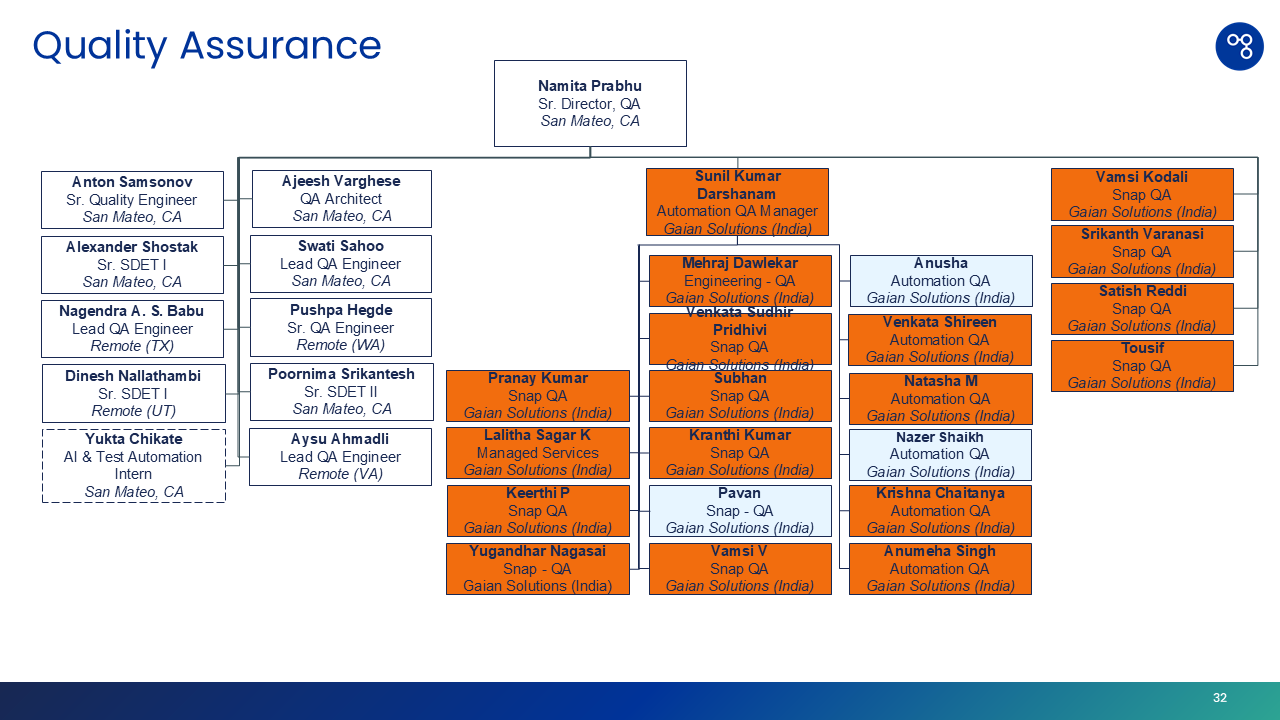 Quality Assurance
Namita Prabhu
Sr. Director, QA
San Mateo, CA
Anton Samsonov
Sr. Quality Engineer
San Mateo, CA
Alexander Shostak
Sr. SDET I
San Mateo, CA
Nagendra A. S. Babu
Lead QA Engineer
Remote (TX)
Dinesh Nallathambi
Sr. SDET I
Remote (UT)
Yukta Chikate
AI & Test Automation
Intern
San Mateo, CA
Ajeesh Varghese
QA Architect
San Mateo, CA
Swati Sahoo
Lead QA Engineer
San Mateo, CA
Pushpa Hegde
Sr. QA Engineer
Remote (WA)
Poornima Srikantesh
Sr. SDET II
San Mateo, CA
Aysu Ahmadli
Lead QA Engineer
Remote (VA)
Sunil Kumar
Darshanam
Automation QA Manager
Gaian Solutions (India)
Pranay Kumar
Snap QA
Gaian Solutions (India)
Lalitha Sagar K
Managed Services
Gaian Solutions (India)
Keerthi P
Snap QA
Gaian Solutions (India)
Yugandhar Nagasai
Snap - QA
Gaian Solutions (India)
Mehraj Dawlekar
Engineering - QA
Gaian Solutions (India)
Venkata Sudhir
Pridhivi
Snap QA
Gaian Solutions (India)
Subhan
Snap QA
Gaian Solutions (India)
Kranthi Kumar
Snap QA
Gaian Solutions (India)
Pavan
Snap - QA
Gaian Solutions (India)
Vamsi V
Snap QA
Gaian Solutions (India)
Anusha
Automation QA
Gaian Solutions (India)
Venkata Shireen
Automation QA
Gaian Solutions (India)
Natasha M
Automation QA
Gaian Solutions (India)
Nazer Shaikh
Automation QA
Gaian Solutions (India)
Krishna Chaitanya
Automation QA
Gaian Solutions (India)
Anumeha Singh
Automation QA
Gaian Solutions (India)
Vamsi Kodali
Snap QA
Gaian Solutions (India)
Srikanth Varanasi
Snap QA
Gaian Solutions (India)
Satish Reddi
Snap QA
Gaian Solutions (India)
Tousif
Snap QA
Gaian Solutions (India)
32